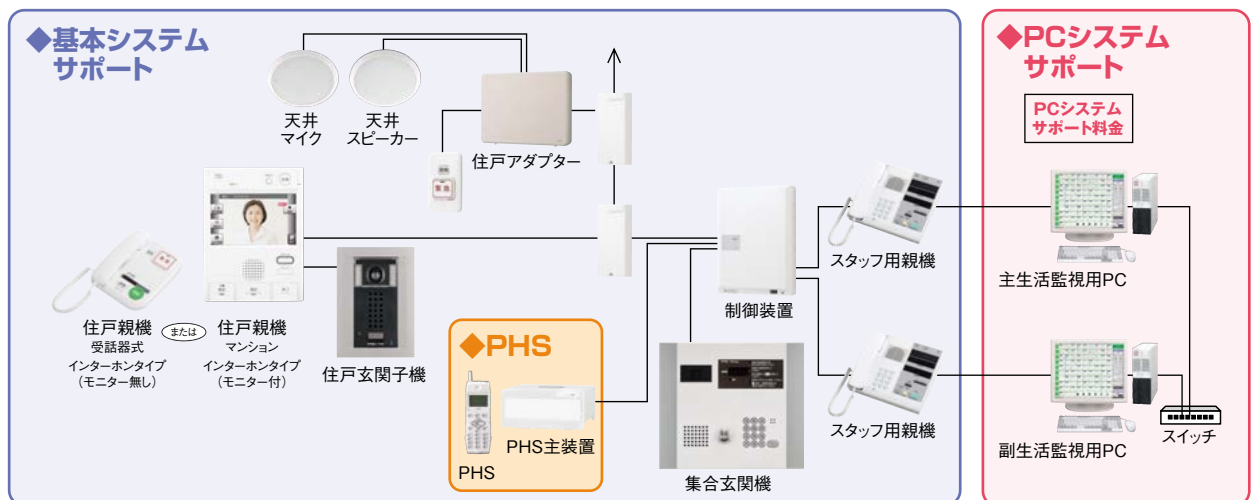 ◆基本システム
サポート
天井
マイク
天井
スピーカー
住戸アダプター
緊急
住戸親機
受話器式
インターホンタイプ
（モニター無し）
または
住戸親機
マンション
インターホンタイプ
（モニター付）
住戸玄関子機
◆PHS
PHS
PHS主装置
制御装置
集合玄関機
スタッフ用親機
スタッフ用親機
◆PCシステム
サポート
PCシステム
サポート料金
主生活監視用PC
副生活監視用PC
スイッチ